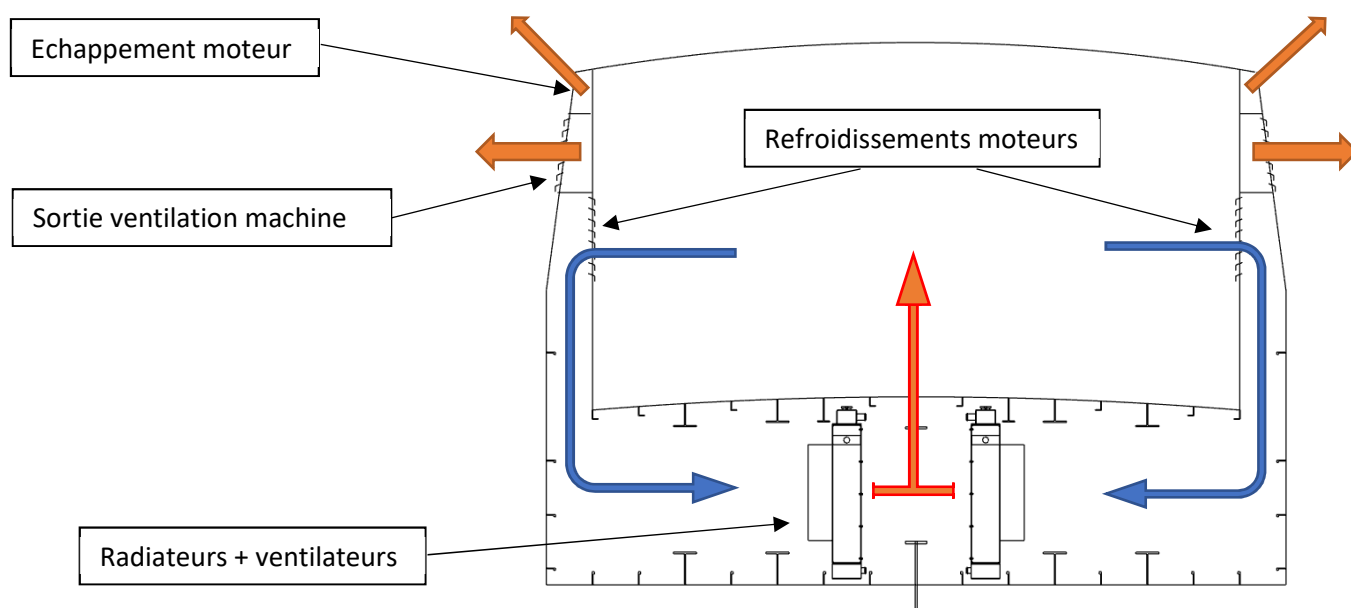 Echappement moteur
Refroidissements moteurs
Sortie ventilation machine
Radiateurs + ventilateurs